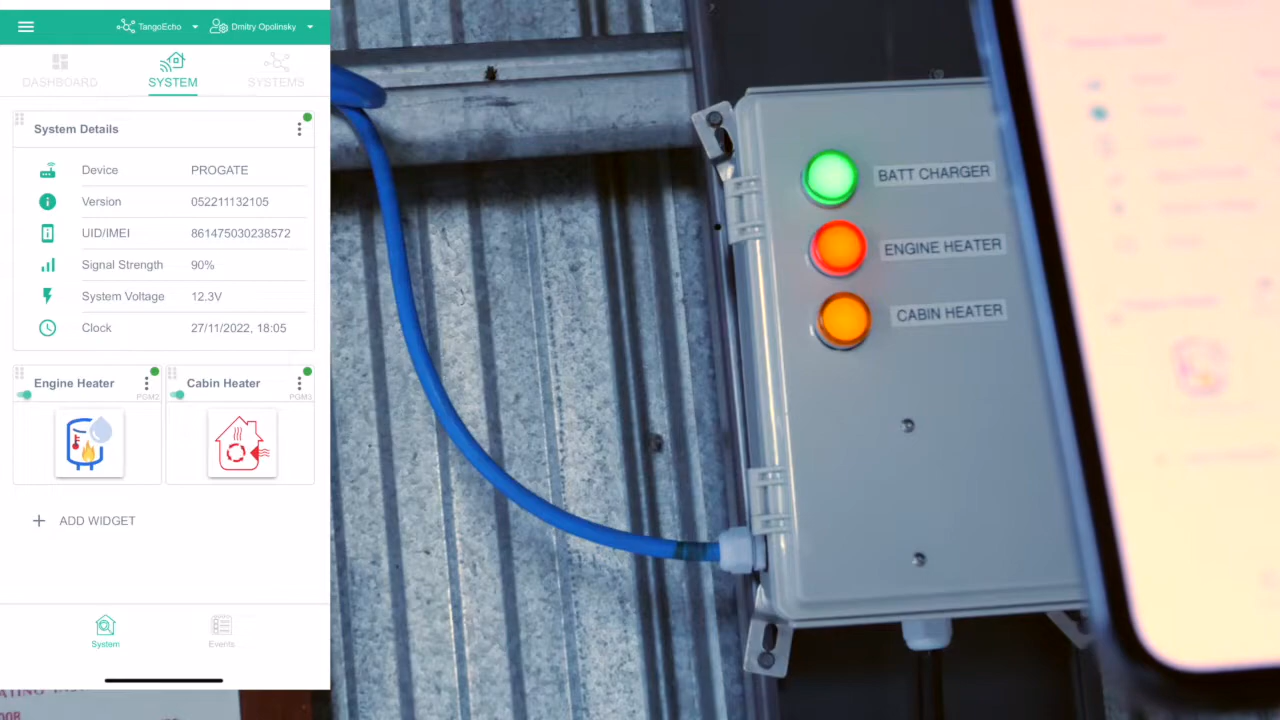 TangoEcho
Dmitry Opolinsky
DASHBOARD
SYSTEM
SYSTEMS
System Details
Device PROGATE
Version 052211132105
UID/IMEI 861475030238572
Signal Strength 90%
System Voltage 12.3V
Clock 27/11/2022, 18:05
Engine Heater
PGM2
Cabin Heater
PGM3
ADD WIDGET
System
Events
BATT CHARGER
ENGINE HEATER
CABIN HEATER